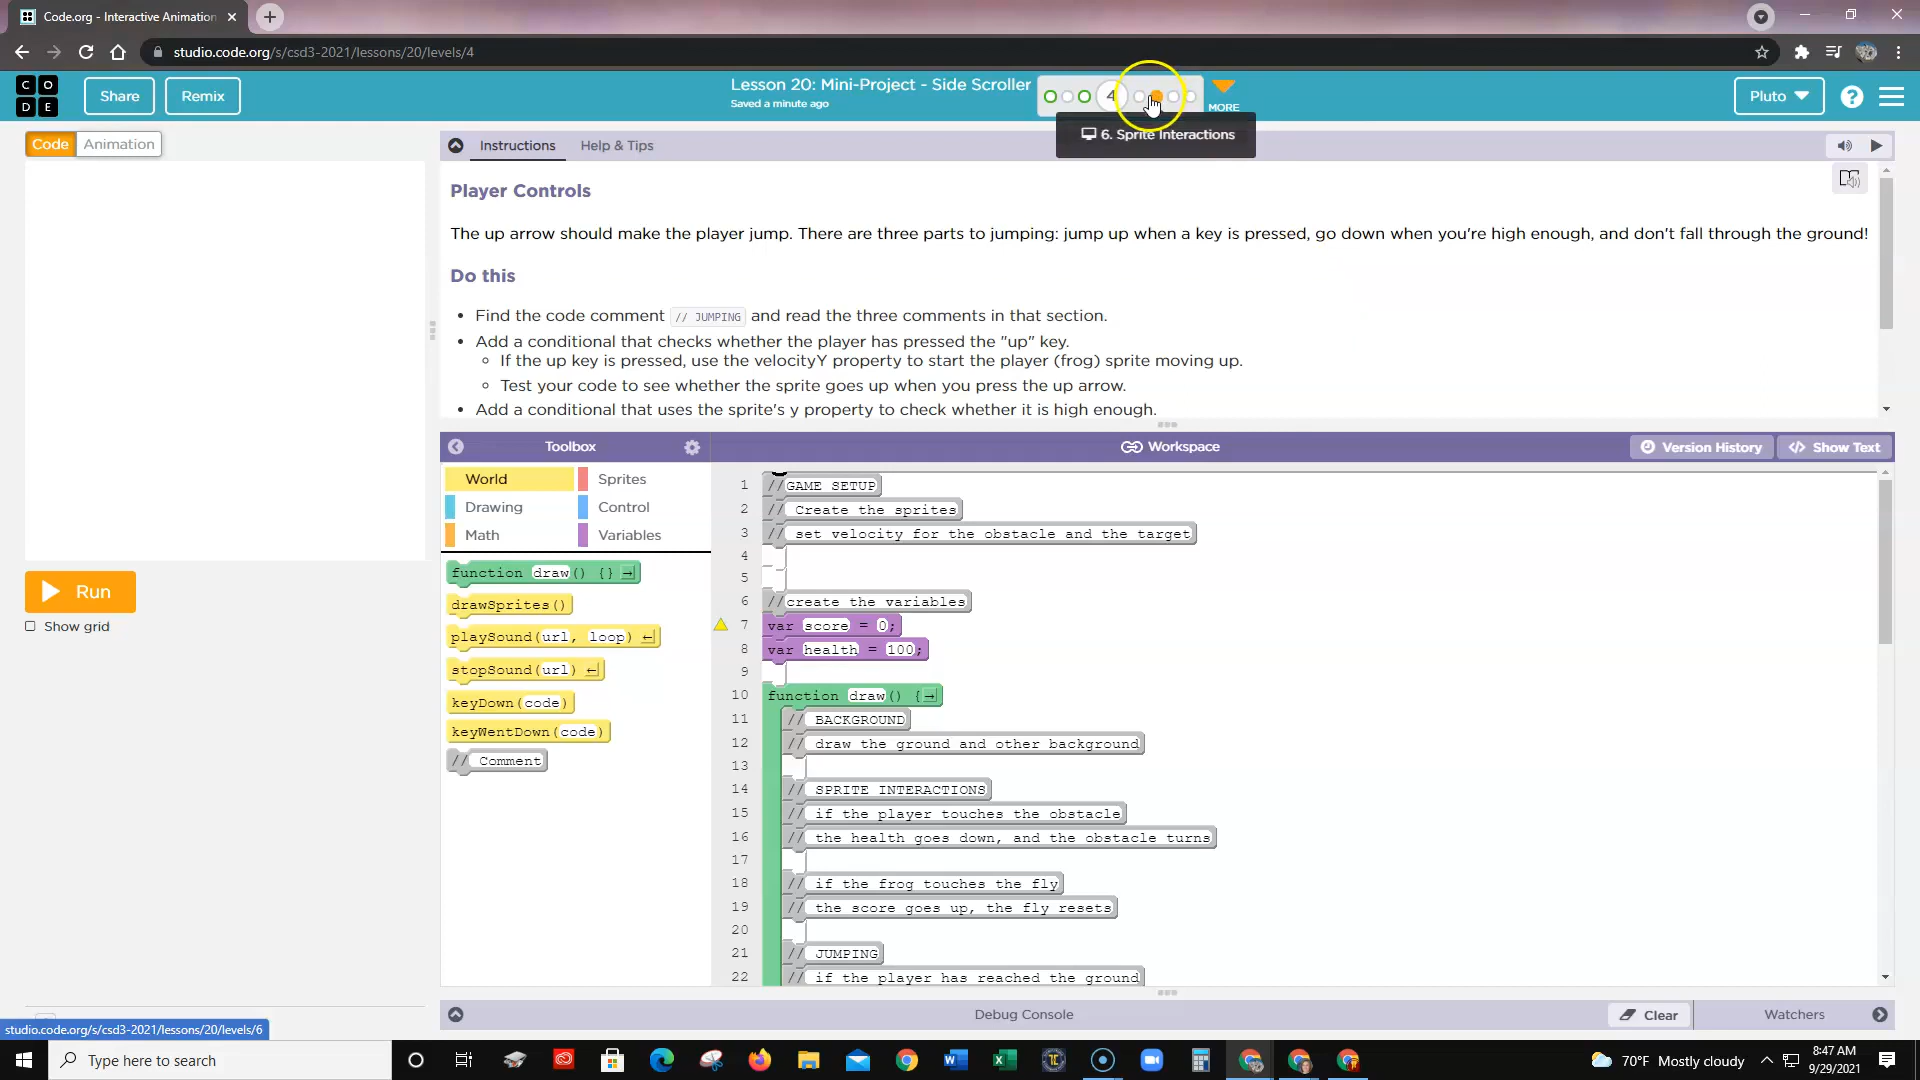 Code.org - Interactive Animation
studio.code.org/s/csd3-2021/lessons/20/levels/4
C O D E
Share
Remix
Lesson 20: Mini-Project - Side Scroller
Saved a minute ago
4
MORE
Pluto
6. Sprite Interactions
Code
Animation
Instructions
Help & Tips
Player Controls
The up arrow should make the player jump. There are three parts to jumping: jump up when a key is pressed, go down when you're high enough, and don't fall through the ground!
Do this
Find the code comment // JUMPING and read the three comments in that section.
Add a conditional that checks whether the player has pressed the "up" key.
If the up key is pressed, use the velocityY property to start the player (frog) sprite moving up.
Test your code to see whether the sprite goes up when you press the up arrow.
Add a conditional that uses the sprite's y property to check whether it is high enough.
Toolbox
Workspace
Version History
Show Text
World
Sprites
Drawing
Control
Math
Variables
function draw() {}
drawSprites()
playSound(url, loop)
stopSound(url)
keyDown(code)
keyWentDown(code)
// Comment
Run
Show grid
1 //GAME SETUP
2 // Create the sprites
3 // set velocity for the obstacle and the target
4
5
6 //create the variables
7 var score = 0;
8 var health = 100;
9
10 function draw() {
11 // BACKGROUND
12 // draw the ground and other background
13
14 // SPRITE INTERACTIONS
15 // if the player touches the obstacle
16 // the health goes down, and the obstacle turns
17
18 // if the frog touches the fly
19 // the score goes up, the fly resets
20
21 // JUMPING
22 // if the player has reached the ground
Debug Console
Clear
Watchers
studio.code.org/s/csd3-2021/lessons/20/levels/6
Type here to search
70°F Mostly cloudy
8:47 AM
9/29/2021